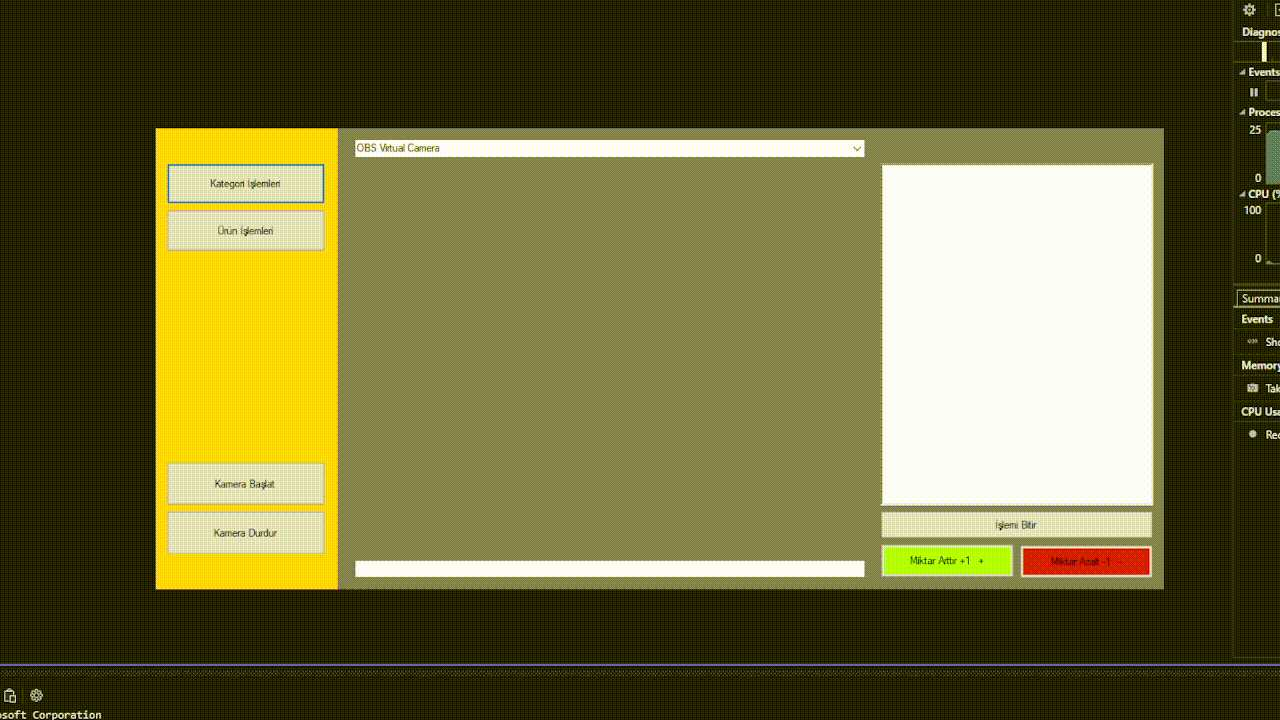 Diagnos
Events
Proces
25
0
CPU (%
100
0
Summa
Events
Sho
Memory
Tak
CPU Usa
Rec
OBS Virtual Camera
Kategori İşlemleri
Ürün İşlemleri
Kamera Başlat
Kamera Durdur
İşlemi Bitir
Miktar Arttır +1 +
Miktar Azalt -1 -
osoft Corporation